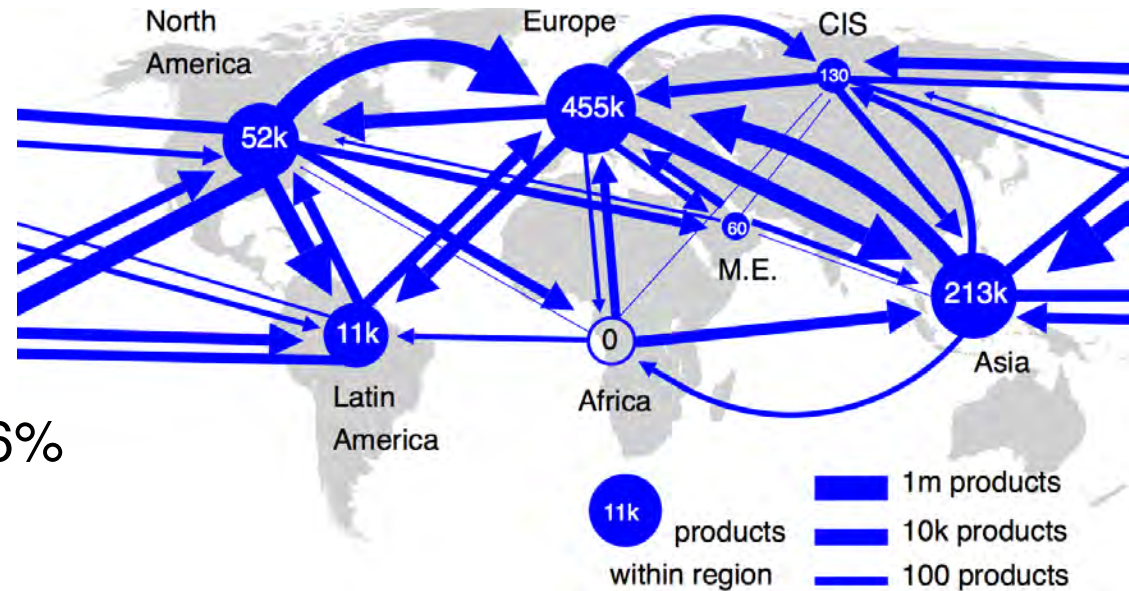 North
America
Europe
CIS
52k
455k
130
60
M.E.
213k
Asia
11k
0
Latin
America
Africa
6%
11k
products
within region
1m products
10k products
100 products